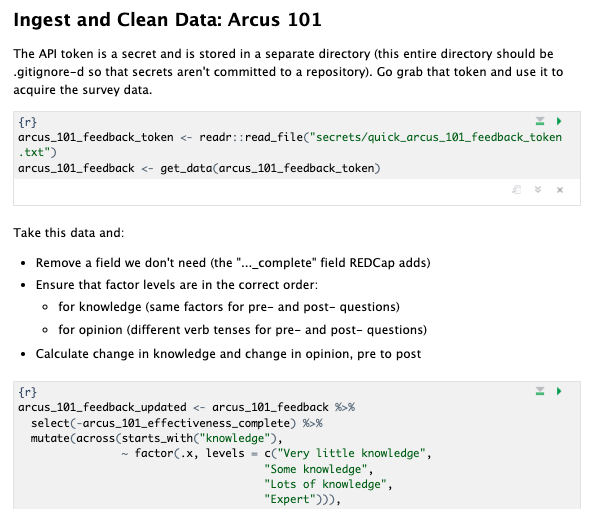 Ingest and Clean Data: Arcus 101
The API token is a secret and is stored in a separate directory (this entire directory should be
.gitignore-d so that secrets aren't committed to a repository). Go grab that token and use it to
acquire the survey data.
{r}
arcus_101_feedback_token <- readr::read_file("secrets/quick_arcus_101_feedback_token
.txt")
arcus_101_feedback <- get_data(arcus_101_feedback_token)
Take this data and:
• Remove a field we don't need (the "..._complete" field REDCap adds)
• Ensure that factor levels are in the correct order:
◦ for knowledge (same factors for pre- and post- questions)
◦ for opinion (different verb tenses for pre- and post- questions)
• Calculate change in knowledge and change in opinion, pre to post
{r}
arcus_101_feedback_updated <- arcus_101_feedback %>%
  select(-arcus_101_effectiveness_complete) %>%
  mutate(across(starts_with("knowledge"),
               ~ factor(.x, levels = c("Very little knowledge",
                                    "Some knowledge",
                                    "Lots of knowledge",
                                    "Expert"))),